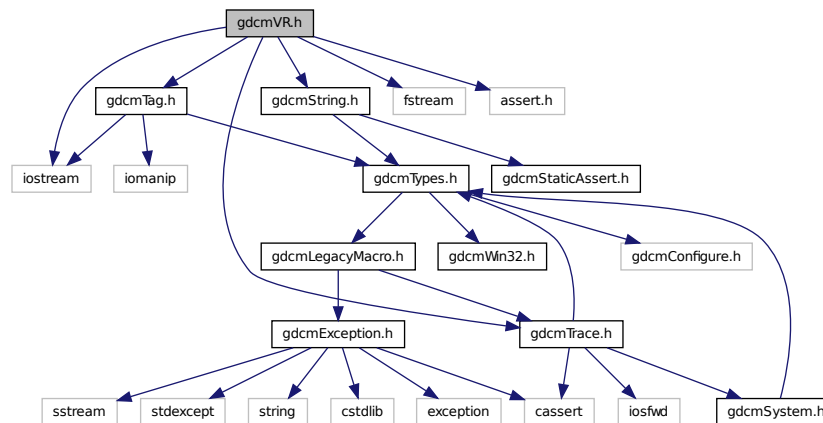 gdcmVR.h
gdcmTag.h
gdcmString.h
fstream
assert.h
iostream
iomanip
gdcmTypes.h
gdcmStaticAssert.h
gdcmLegacyMacro.h
gdcmWin32.h
gdcmConfigure.h
gdcmException.h
gdcmTrace.h
sstream
stdexcept
string
cstdlib
exception
cassert
iosfwd
gdcmSystem.h